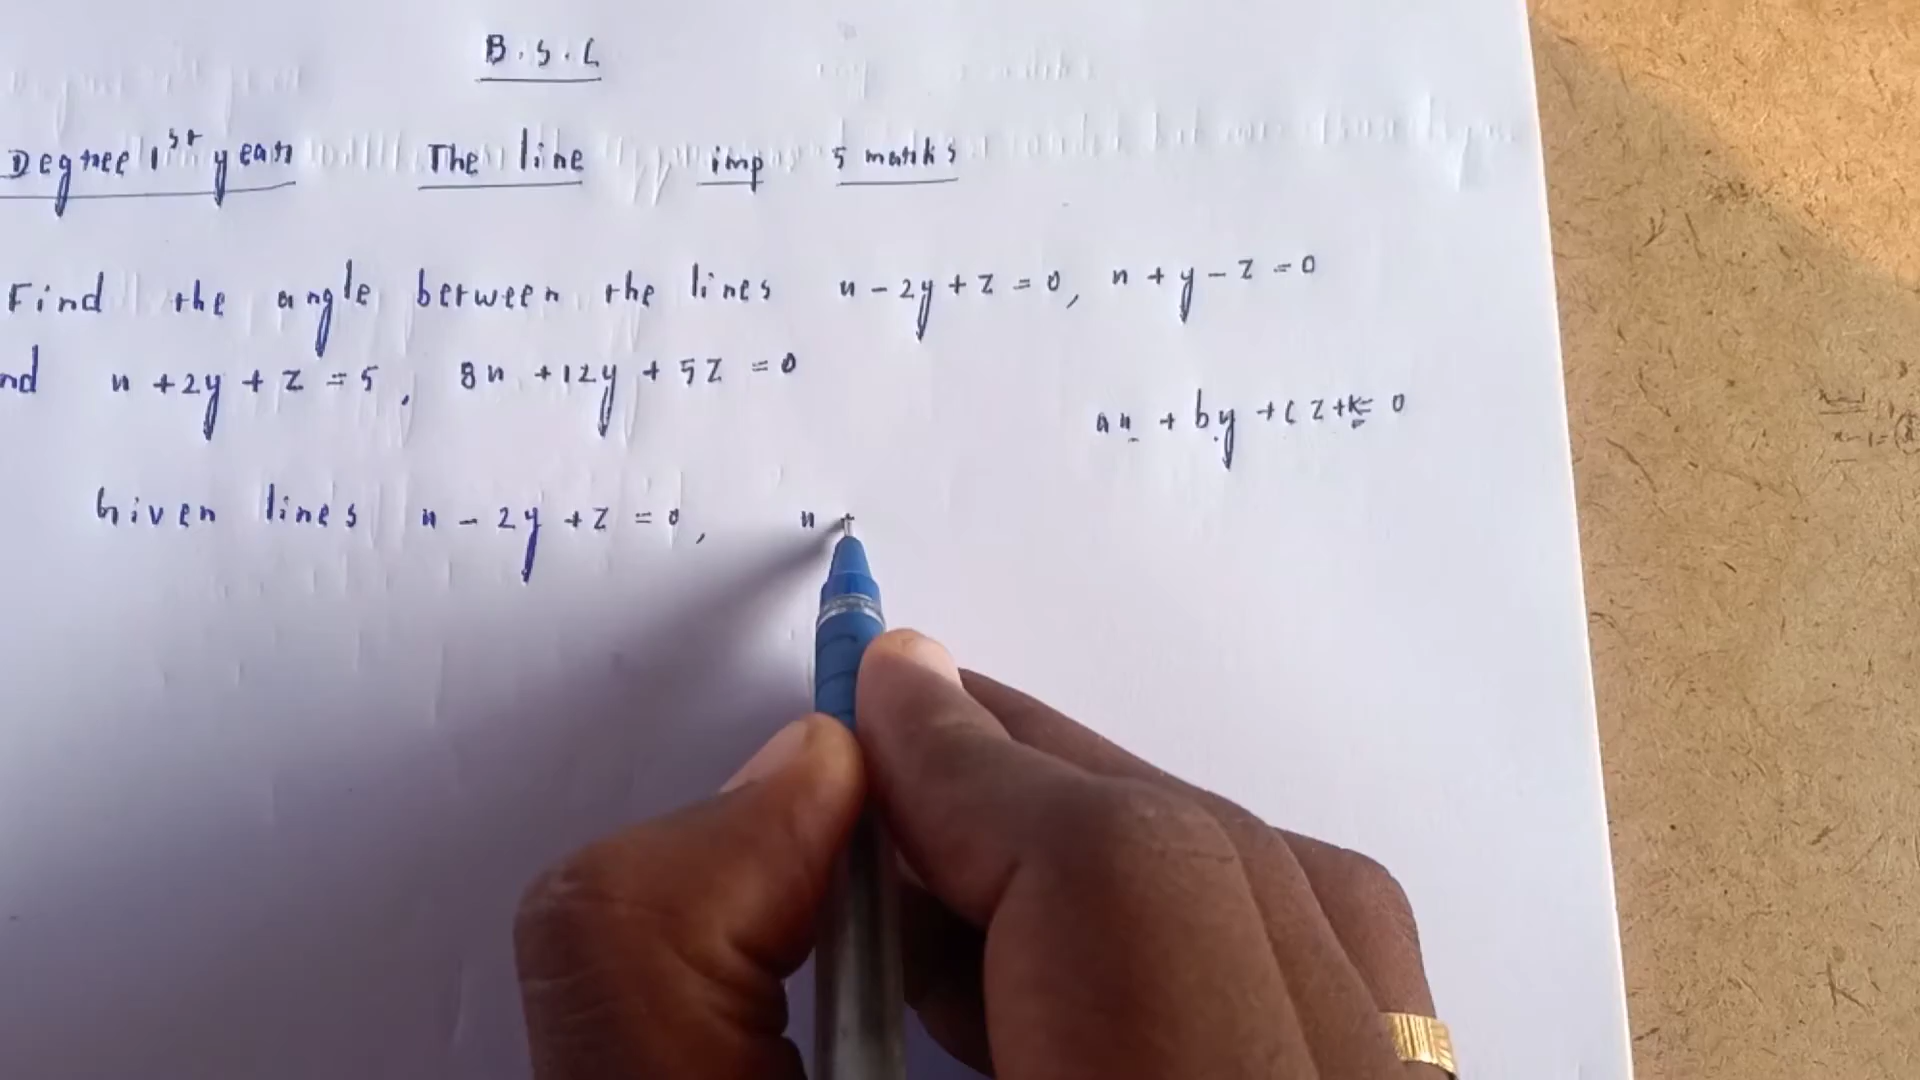 B.S.C
Degree 1st year The line imp 5 marks
Find the angle between the lines x - 2y + z = 0, x + y - z = 0
nd x + 2y + z = 5, 8x + 12y + 5z = 0
ax + by + cz + k = 0
Given lines x - 2y + z = 0, x +